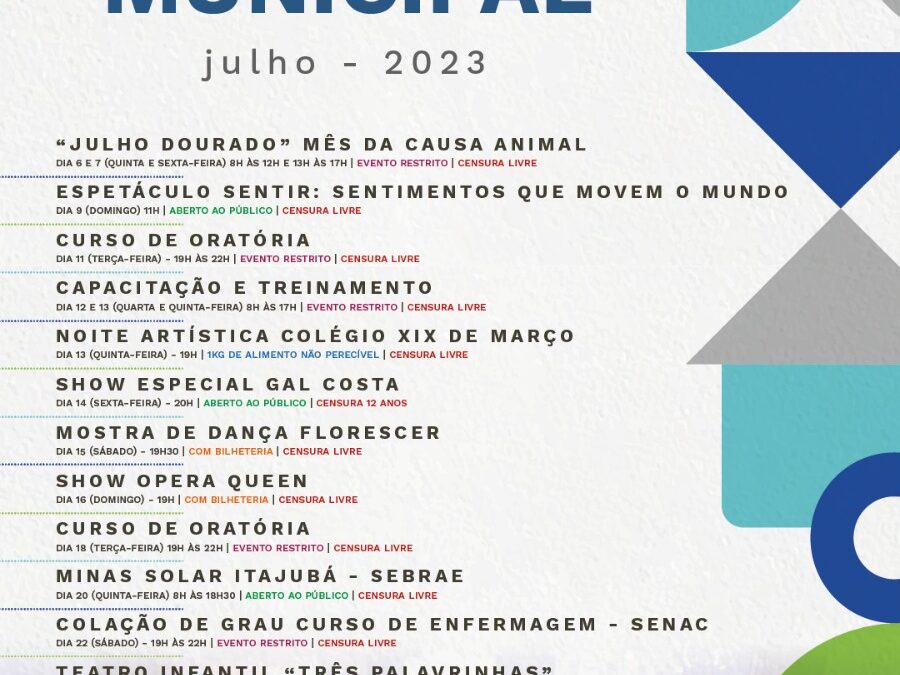 MUNICIPAL
julho - 2023
“JULHO DOURADO” MÊS DA CAUSA ANIMAL
DIA 6 E 7 (QUINTA E SEXTA-FEIRA) 8H ÀS 12H E 13H ÀS 17H | EVENTO RESTRITO | CENSURA LIVRE
ESPETÁCULO SENTIR: SENTIMENTOS QUE MOVEM O MUNDO
DIA 9 (DOMINGO) 11H | ABERTO AO PÚBLICO | CENSURA LIVRE
CURSO DE ORATÓRIA
DIA 11 (TERÇA-FEIRA) - 19H ÀS 22H | EVENTO RESTRITO | CENSURA LIVRE
CAPACITAÇÃO E TREINAMENTO
DIA 12 E 13 (QUARTA E QUINTA-FEIRA) 8H ÀS 17H | EVENTO RESTRITO | CENSURA LIVRE
NOITE ARTÍSTICA COLÉGIO XIX DE MARÇO
DIA 13 (QUINTA-FEIRA) - 19H | 1KG DE ALIMENTO NÃO PERECÍVEL | CENSURA LIVRE
SHOW ESPECIAL GAL COSTA
DIA 14 (SEXTA-FEIRA) - 20H | ABERTO AO PÚBLICO | CENSURA 12 ANOS
MOSTRA DE DANÇA FLORESCER
DIA 15 (SÁBADO) - 19H30 | COM BILHETERIA | CENSURA LIVRE
SHOW OPERA QUEEN
DIA 16 (DOMINGO) - 19H | COM BILHETERIA | CENSURA LIVRE
CURSO DE ORATÓRIA
DIA 18 (TERÇA-FEIRA) 19H ÀS 22H | EVENTO RESTRITO | CENSURA LIVRE
MINAS SOLAR ITAJUBÁ - SEBRAE
DIA 20 (QUINTA-FEIRA) 8H ÀS 18H30 | ABERTO AO PÚBLICO | CENSURA LIVRE
COLAÇÃO DE GRAU CURSO DE ENFERMAGEM - SENAC
DIA 22 (SÁBADO) - 19H ÀS 22H | EVENTO RESTRITO | CENSURA LIVRE
TEATRO INFANTIL “TRÊS PALAVRINHAS”